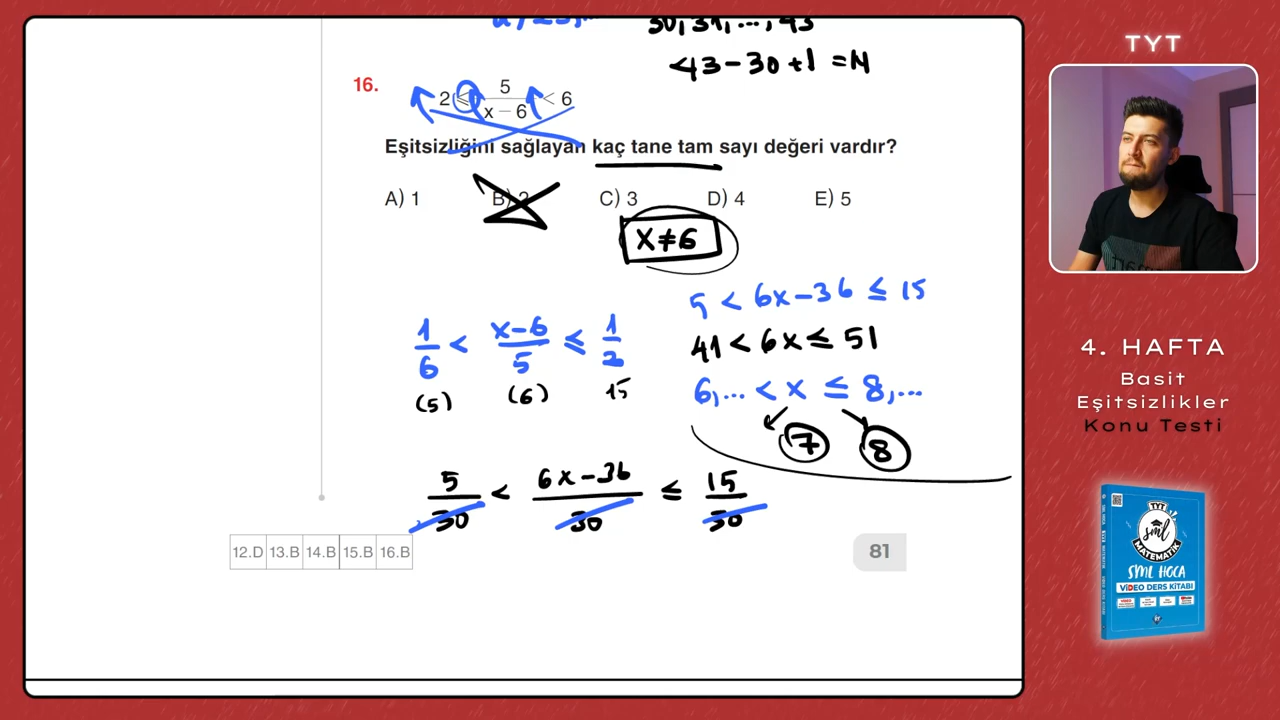 30, 31, ..., 43
43 - 30 + 1 = 14
16.
2 ≤ 5/(x - 6) < 6
Eşitsizliğini sağlayan kaç tane tam sayı değeri vardır?
A) 1 B) 2 C) 3 D) 4 E) 5
x ≠ 6
1/6 < (x-6)/5 ≤ 1/2
(5) (6) 15
5/30 < (6x-36)/30 ≤ 15/30
5 < 6x-36 ≤ 15
41 < 6x ≤ 51
6,... < x ≤ 8,...
7 8
12.D 13.B 14.B 15.B 16.B
81
TYT
4. HAFTA
Basit
Eşitsizlikler
Konu Testi
TYT
sml
MATEMATİK
SML HOCA
VİDEO DERS KİTABI